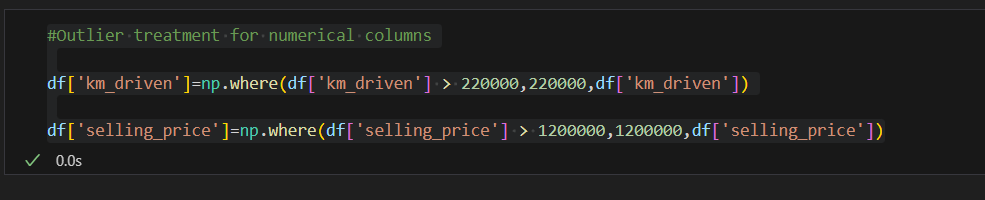 #Outlier treatment for numerical columns
df['km_driven']=np.where(df['km_driven'] > 220000,220000,df['km_driven'])
df['selling_price']=np.where(df['selling_price'] > 1200000,1200000,df['selling_price'])
0.0s